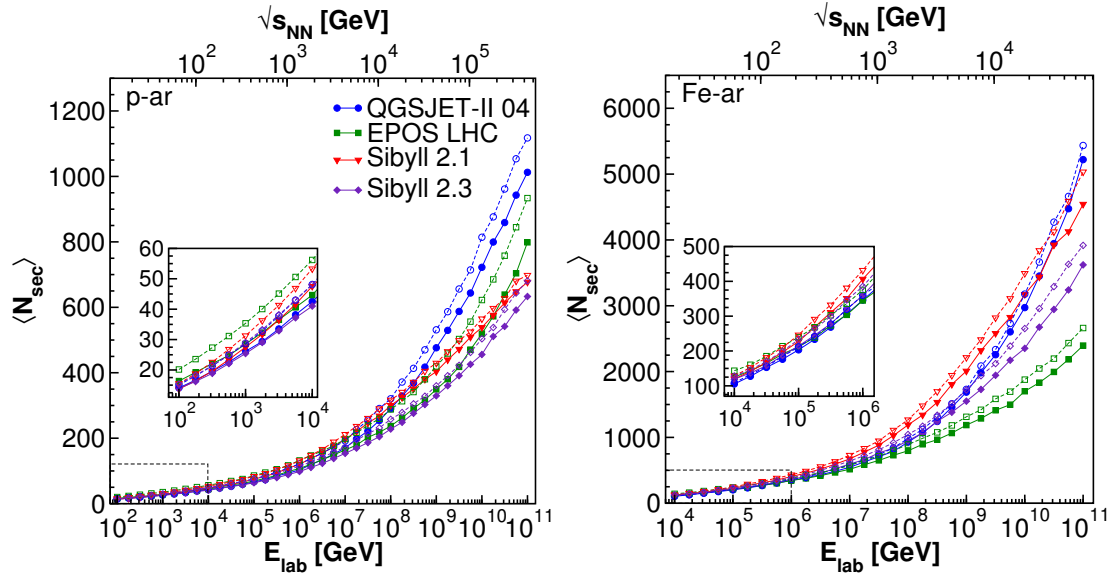 √s_NN [GeV]
10^2 10^3 10^4 10^5
p-ar
QGSJET-II 04
EPOS LHC
Sibyll 2.1
Sibyll 2.3
⟨N_sec⟩
1200
1000
800
600
400
200
0
60
50
40
30
20
10^2 10^3 10^4
10^2 10^3 10^4 10^5 10^6 10^7 10^8 10^9 10^10 10^11
E_lab [GeV]
√s_NN [GeV]
10^2 10^3 10^4
Fe-ar
⟨N_sec⟩
6000
5000
4000
3000
2000
1000
0
500
400
300
200
100
10^4 10^5 10^6
10^4 10^5 10^6 10^7 10^8 10^9 10^10 10^11
E_lab [GeV]